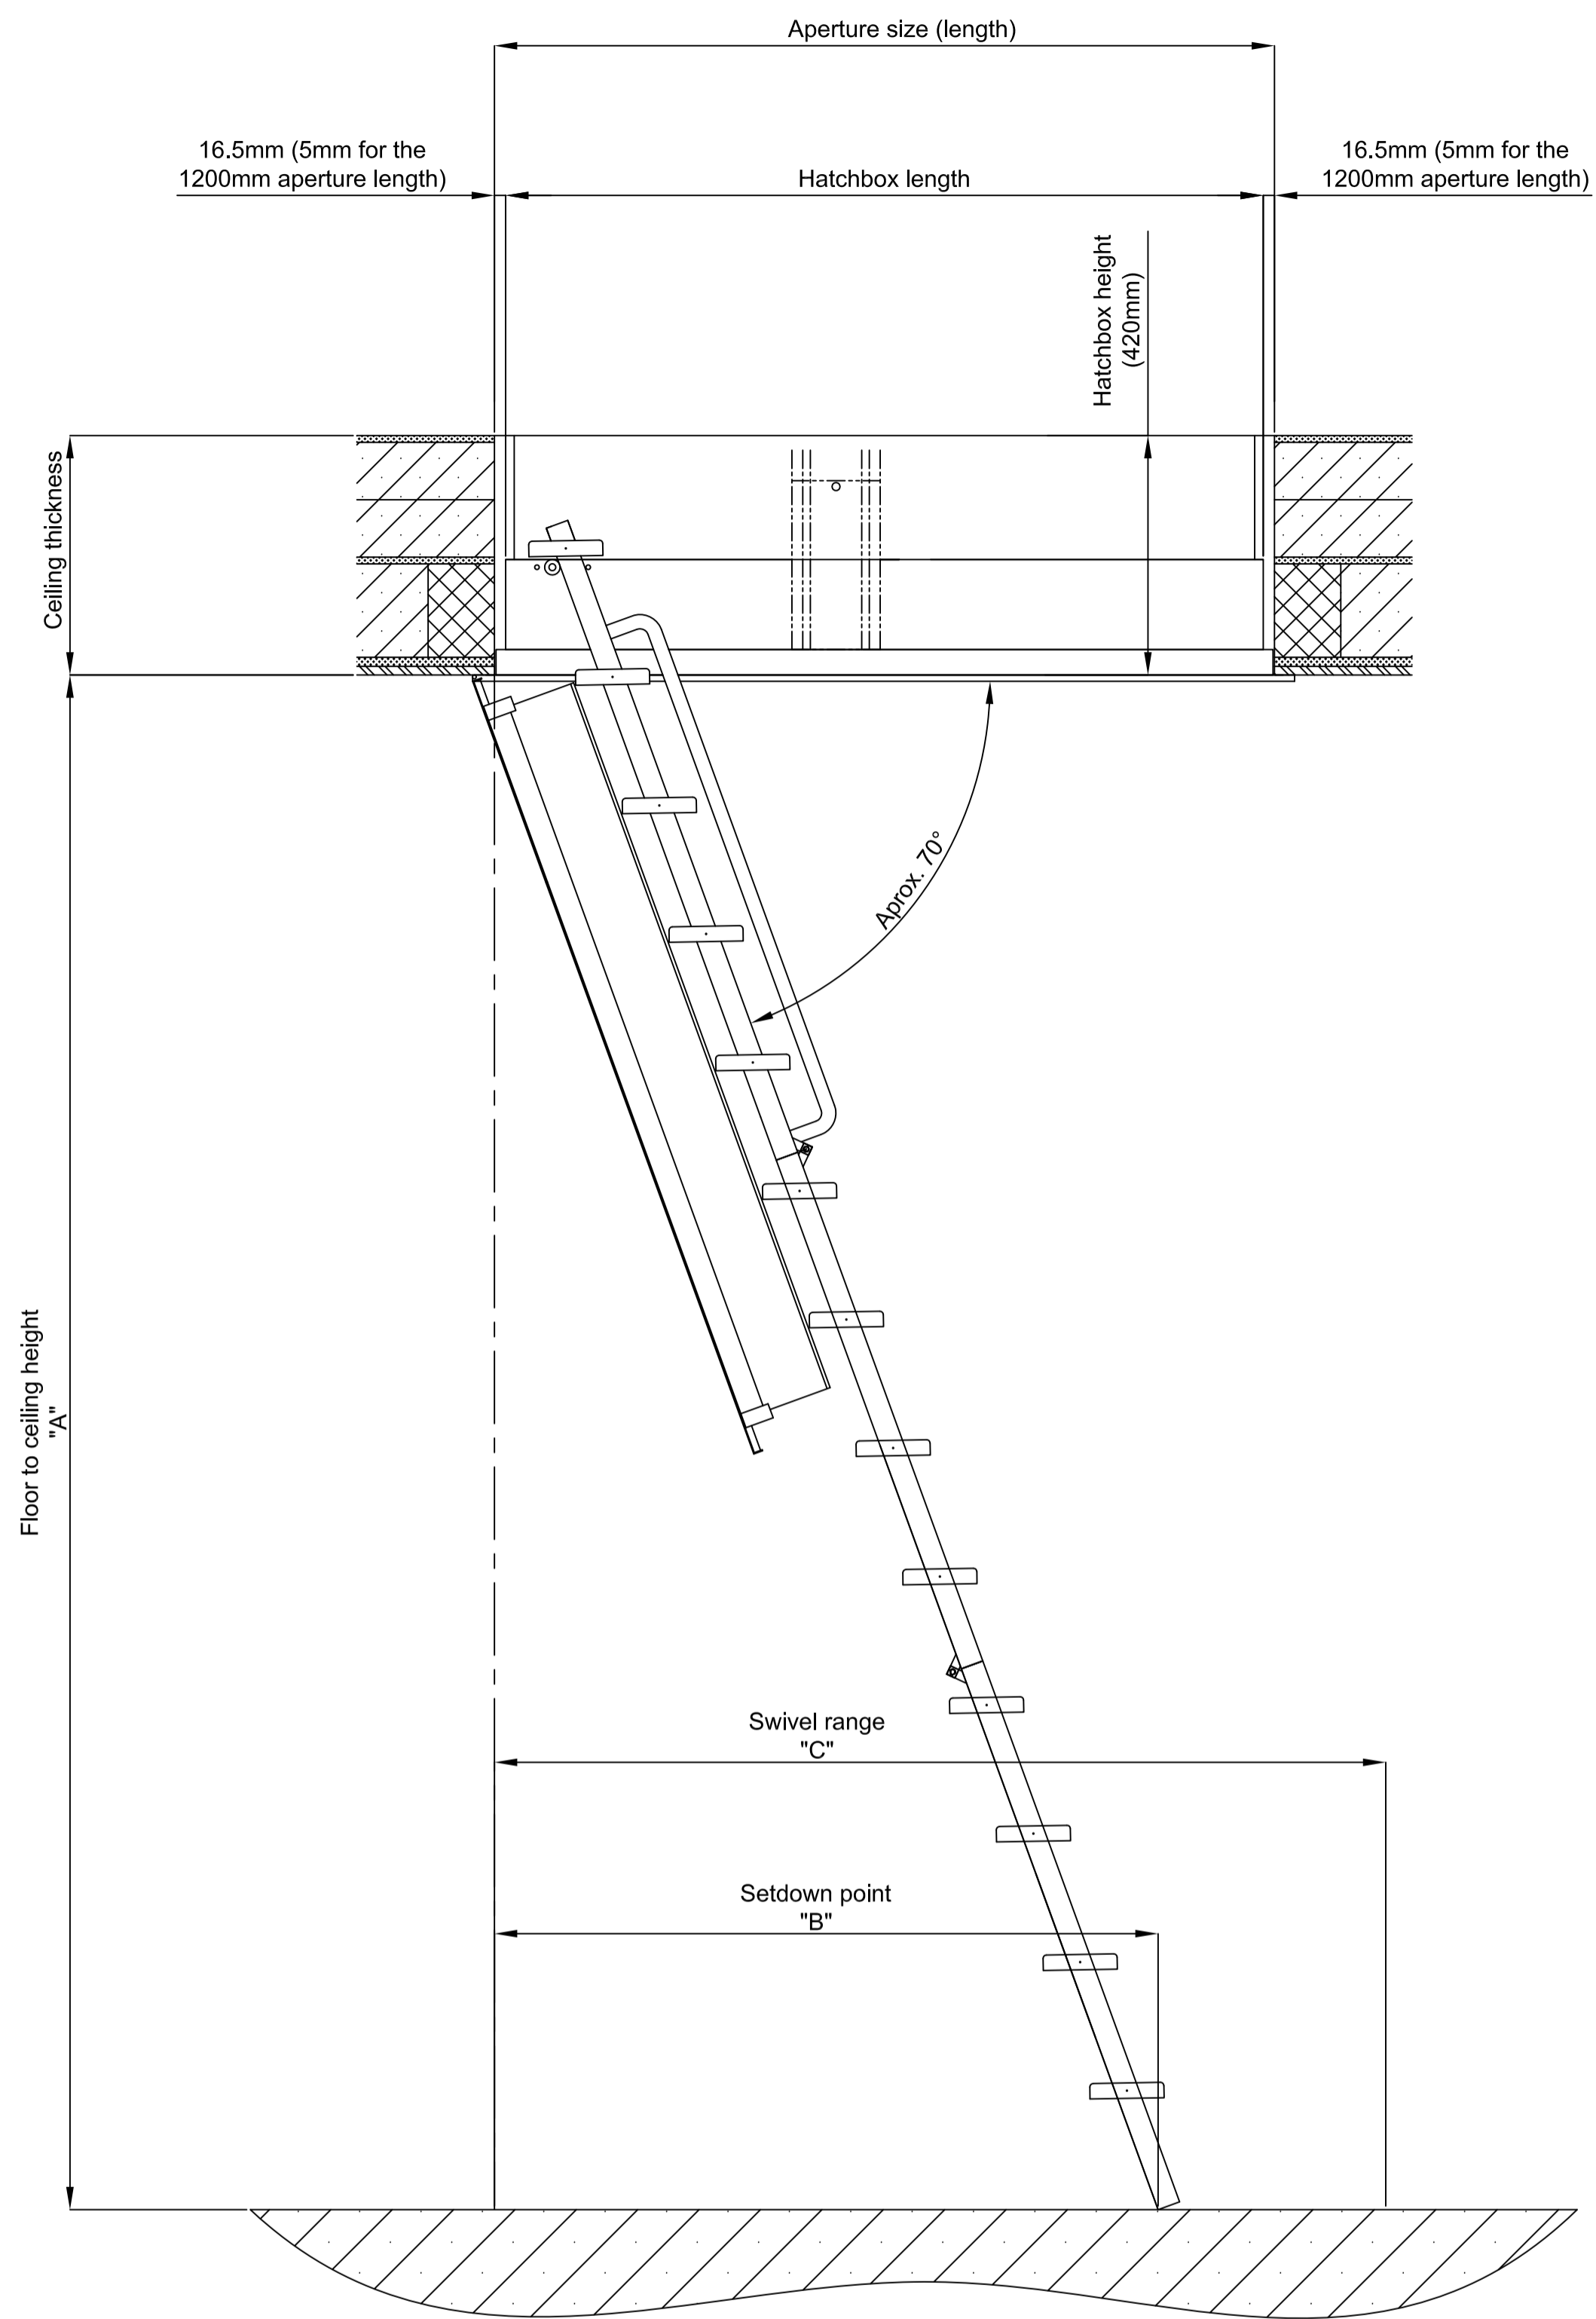 Aperture size (length)
16.5mm (5mm for the
1200mm aperture length)
Hatchbox length
16.5mm (5mm for the
1200mm aperture length)
Hatchbox height
(420mm)
Ceiling thickness
Aprox. 70°
Floor to ceiling height
"A"
Swivel range
"C"
Setdown point
"B"